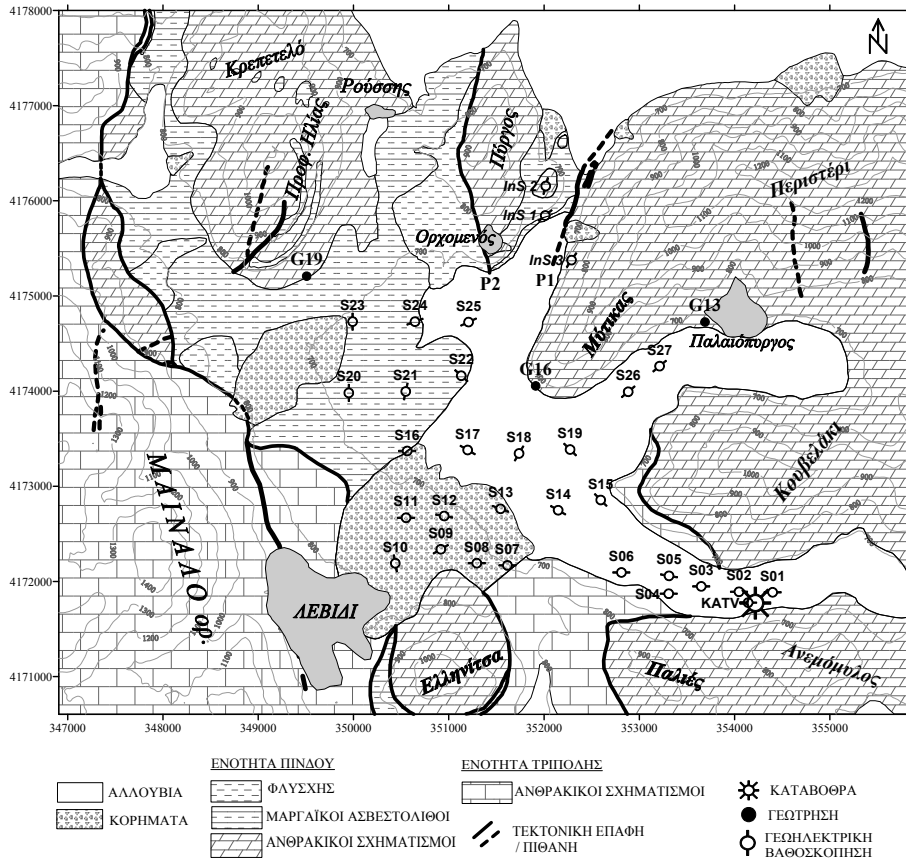 4178000
4177000
4176000
4175000
4174000
4173000
4172000
4171000
347000 348000 349000 350000 351000 352000 353000 354000 355000
N
Κρεπετελό
Ρούσσης
Προφ. Ηλίας
Πύργος
Περιστέρι
InS 2
InS 1
Ορχομενός
InS 3
G19
P2
P1
G13
Μύτικας
Παλαιόπυργος
S23 S24 S25
S27
S22
G16
S26
S20 S21
S16 S17 S18 S19
Κουβελάκι
ΜΑΙΝΑΛΟ ορ.
S11 S12 S13 S14 S15
S10 S09 S08 S07
S06 S05 S03 S02 S01
S04
KATV
ΛΕΒΙΔΙ
Ελληνίτσα
Παλιές
Ανεμόμυλος
ΑΛΛΟΥΒΙΑ
ΚΟΡΗΜΑΤΑ
ΕΝΟΤΗΤΑ ΠΙΝΔΟΥ
ΦΛΥΣΧΗΣ
ΜΑΡΓΑΪΚΟΙ ΑΣΒΕΣΤΟΛΙΘΟΙ
ΑΝΘΡΑΚΙΚΟΙ ΣΧΗΜΑΤΙΣΜΟΙ
ΕΝΟΤΗΤΑ ΤΡΙΠΟΛΗΣ
ΑΝΘΡΑΚΙΚΟΙ ΣΧΗΜΑΤΙΣΜΟΙ
ΤΕΚΤΟΝΙΚΗ ΕΠΑΦΗ
/ ΠΙΘΑΝΗ
ΚΑΤΑΒΟΘΡΑ
ΓΕΩΤΡΗΣΗ
ΓΕΩΗΛΕΚΤΡΙΚΗ
ΒΑΘΟΣΚΟΠΗΣΗ